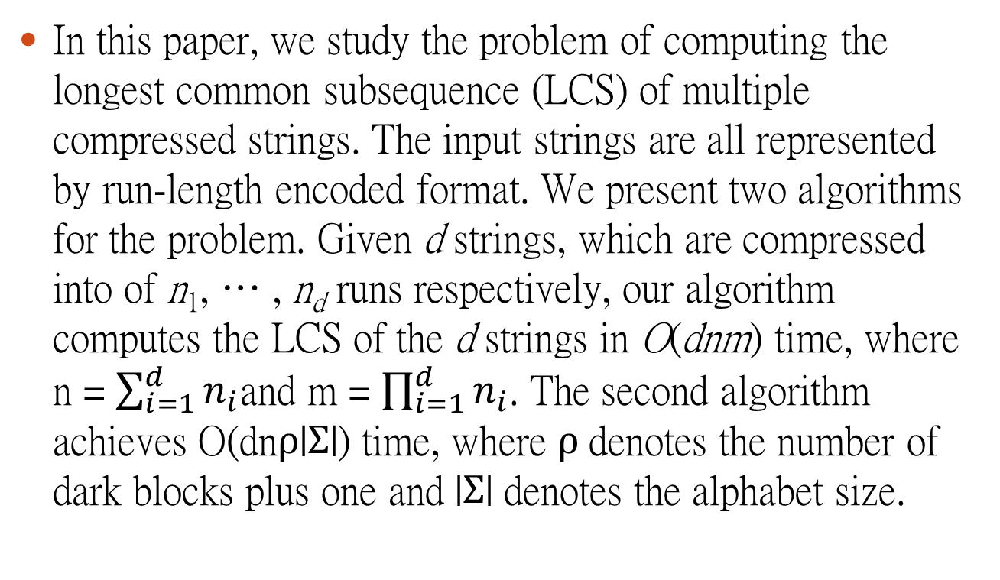 • In this paper, we study the problem of computing the
longest common subsequence (LCS) of multiple
compressed strings. The input strings are all represented
by run-length encoded format. We present two algorithms
for the problem. Given d strings, which are compressed
into of n₁, ⋯ , n_d runs respectively, our algorithm
computes the LCS of the d strings in O(dnm) time, where
n = ∑_{i=1}^{d} n_i and m = ∏_{i=1}^{d} n_i. The second algorithm
achieves O(dnρ|Σ|) time, where ρ denotes the number of
dark blocks plus one and |Σ| denotes the alphabet size.